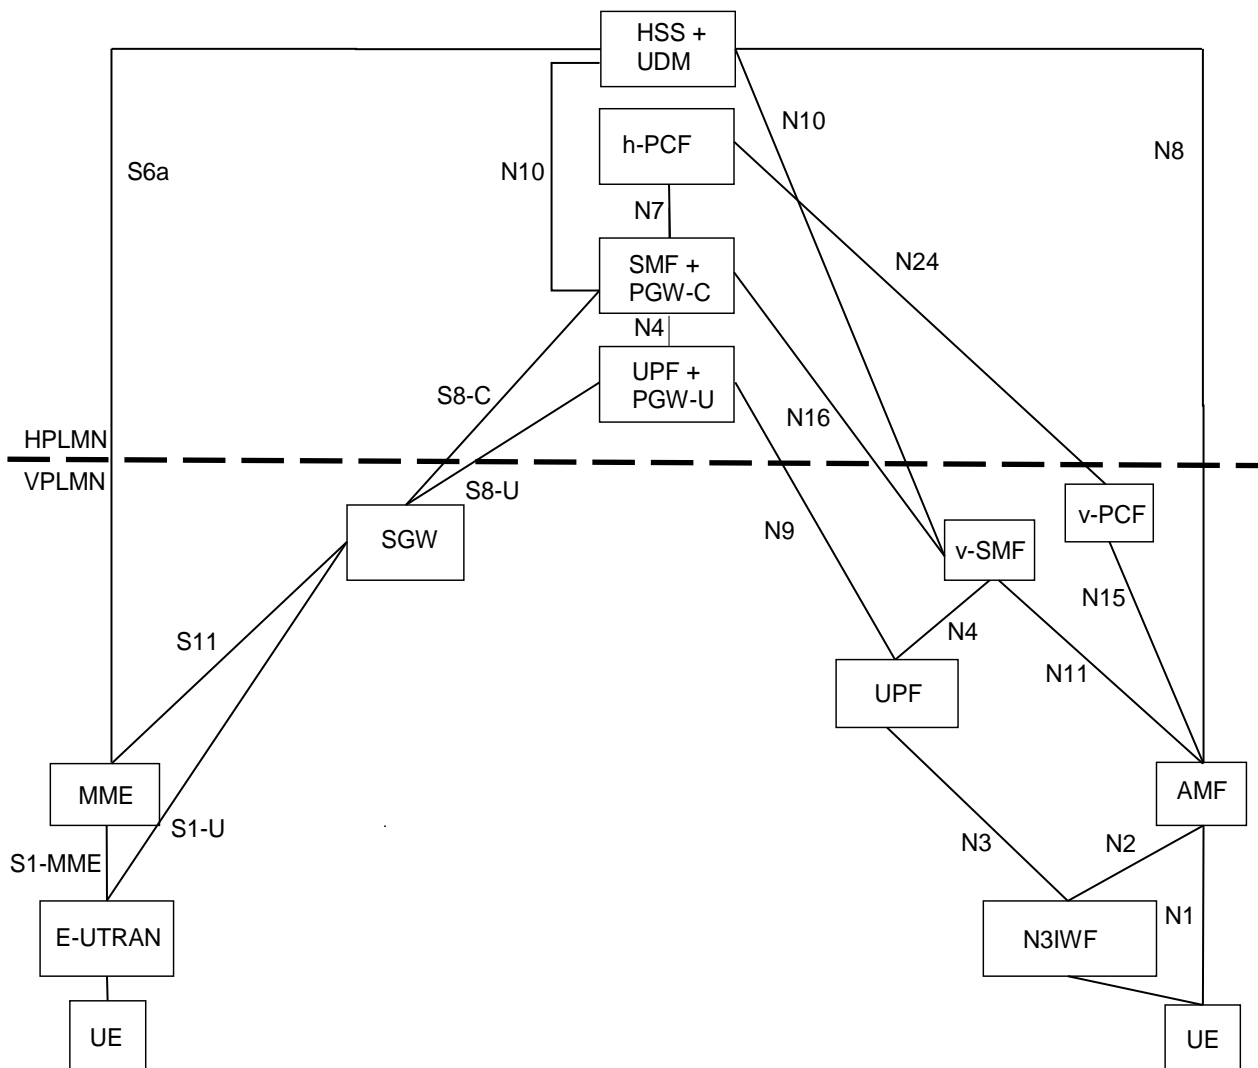 HSS +
UDM
N10
h-PCF
S6a
N10
N8
N7
N24
SMF +
PGW-C
N4
UPF +
PGW-U
S8-C
N16
HPLMN
VPLMN
S8-U
v-PCF
SGW
N9
v-SMF
N15
S11
N4
N11
UPF
MME
AMF
S1-U
S1-MME
N3
N2
N1
E-UTRAN
N3IWF
UE
UE